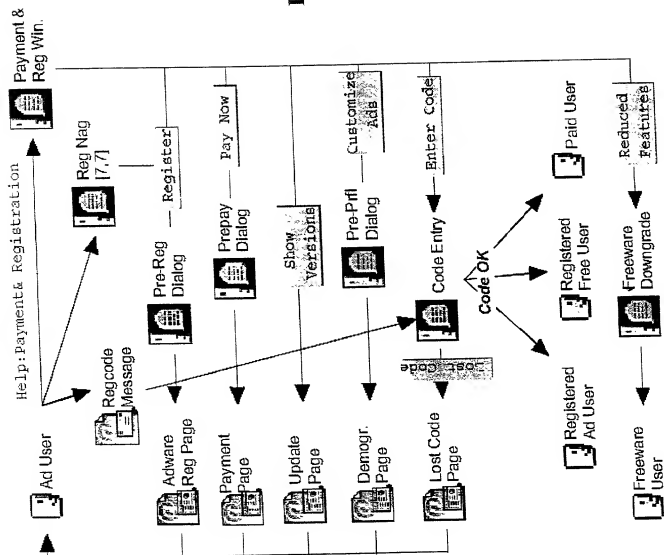 Ad User
Help:Payment& Registration
Payment &
Reg Win.
Reg Nag
[7,7]
Regcode
Message
Adware
Reg Page
Pre-Reg
Dialog
Register
Payment
Page
Prepay
Dialog
Pay Now
Update
Page
Show
Versions
Demogr.
Page
Pre-Prfl
Dialog
Customize
Ads
Lost Code
Page
Lost Code
Code Entry
Enter Code
Code OK
Registered
Ad User
Registered
Free User
Paid User
Freeware
User
Freeware
Downgrade
Reduced
Features